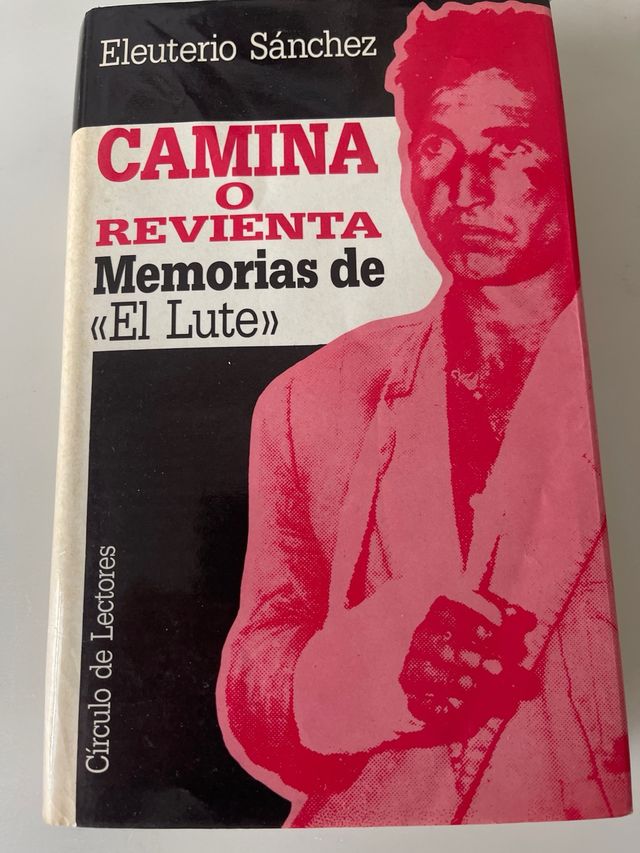 Eleuterio Sánchez
CAMINA
O
REVIENTA
Memorias de
«El Lute»
Círculo de Lectores